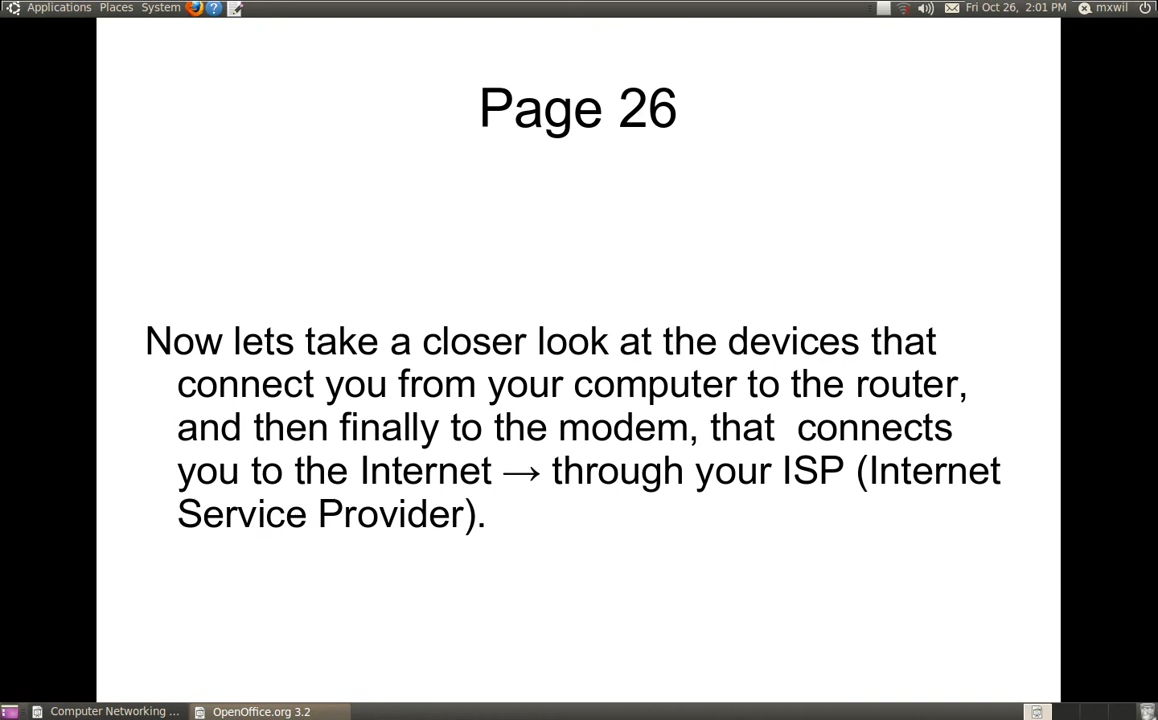 Applications Places System Fri Oct 26, 2:01 PM mxwil
Page 26
Now lets take a closer look at the devices that
connect you from your computer to the router,
and then finally to the modem, that  connects
you to the Internet → through your ISP (Internet
Service Provider).
Computer Networking ... OpenOffice.org 3.2